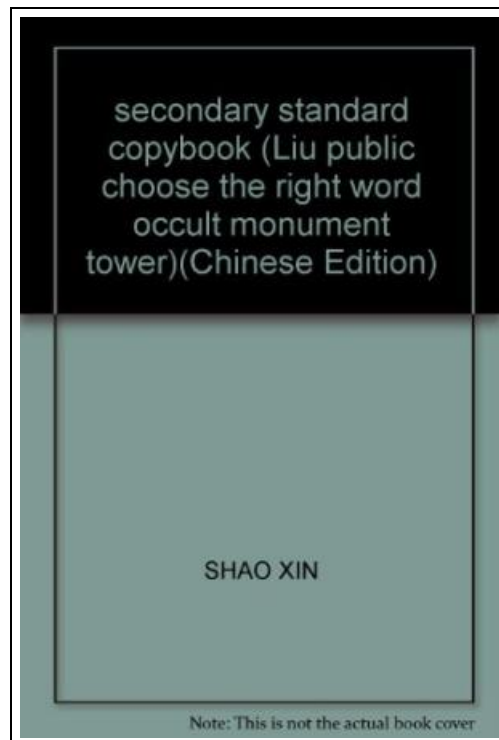 secondary standard
copybook (Liu public
choose the right word
occult monument
tower)(Chinese Edition)
SHAO XIN
Note: This is not the actual book cover